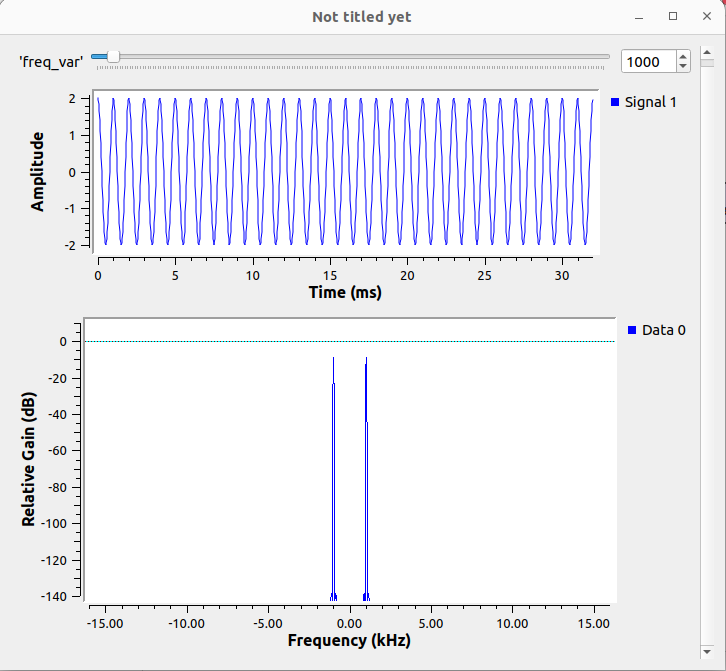 Not titled yet
'freq_var'
1000
Signal 1
2
1
0
-1
-2
Amplitude
0 5 10 15 20 25 30
Time (ms)
Data 0
0
-20
-40
-60
-80
-100
-120
-140
Relative Gain (dB)
-15.00 -10.00 -5.00 0.00 5.00 10.00 15.00
Frequency (kHz)